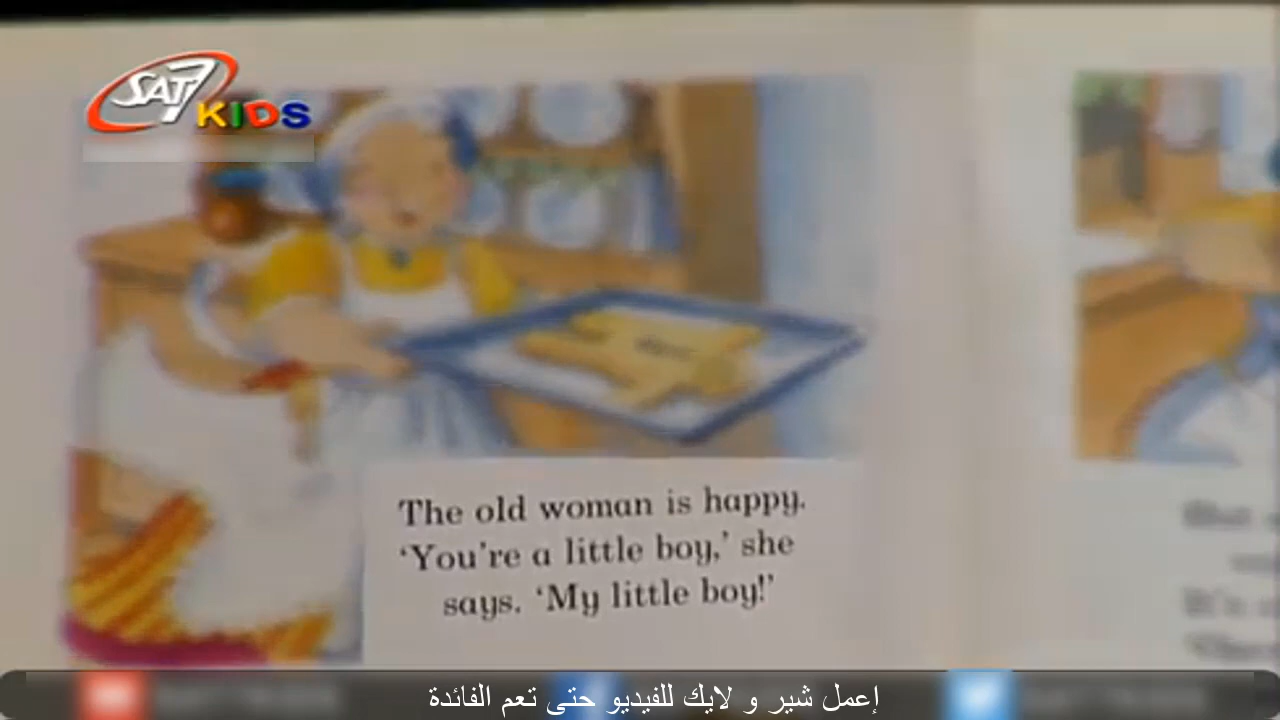 SAT7
KIDS
The old woman is happy.
‘You’re a little boy,’ she
says. ‘My little boy!’
إعمل شير و لايك للفيديو حتى تعم الفائدة